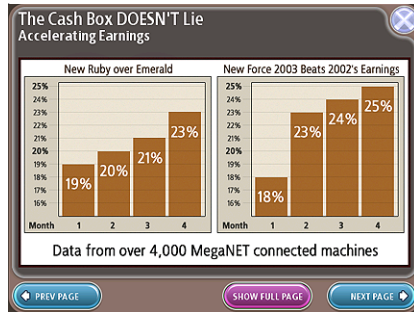 The Cash Box DOESN'T Lie
Accelerating Earnings
New Ruby over Emerald
New Force 2003 Beats 2002's Earnings
25%
24%
23%
22%
21%
20%
19%
18%
17%
16%
19%
20%
21%
23%
Month 1 2 3 4
25%
24%
23%
22%
21%
20%
19%
18%
17%
16%
18%
23%
24%
25%
Month 1 2 3 4
Data from over 4,000 MegaNET connected machines
PREV PAGE
SHOW FULL PAGE
NEXT PAGE